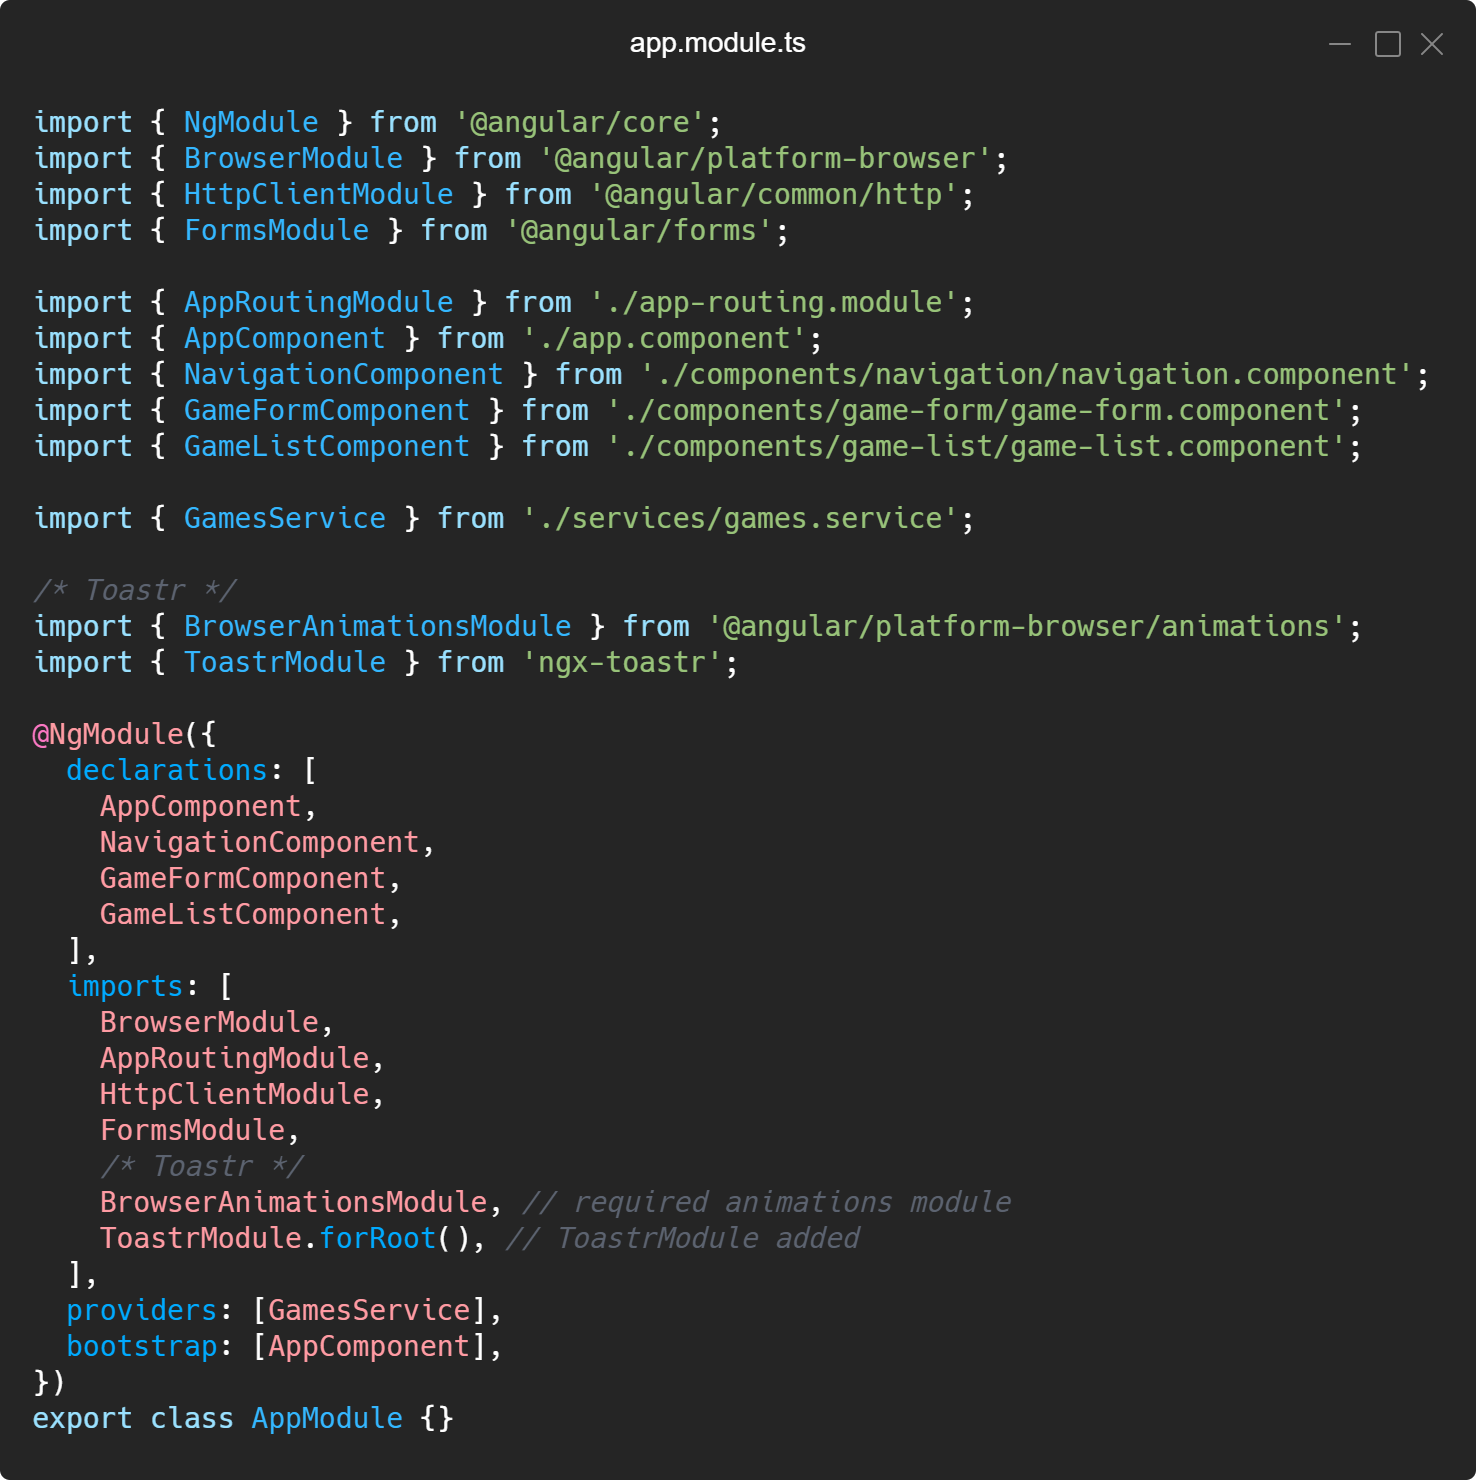 app.module.ts
import { NgModule } from '@angular/core';
import { BrowserModule } from '@angular/platform-browser';
import { HttpClientModule } from '@angular/common/http';
import { FormsModule } from '@angular/forms';

import { AppRoutingModule } from './app-routing.module';
import { AppComponent } from './app.component';
import { NavigationComponent } from './components/navigation/navigation.component';
import { GameFormComponent } from './components/game-form/game-form.component';
import { GameListComponent } from './components/game-list/game-list.component';

import { GamesService } from './services/games.service';

/* Toastr */
import { BrowserAnimationsModule } from '@angular/platform-browser/animations';
import { ToastrModule } from 'ngx-toastr';

@NgModule({
  declarations: [
    AppComponent,
    NavigationComponent,
    GameFormComponent,
    GameListComponent,
  ],
  imports: [
    BrowserModule,
    AppRoutingModule,
    HttpClientModule,
    FormsModule,
    /* Toastr */
    BrowserAnimationsModule, // required animations module
    ToastrModule.forRoot(), // ToastrModule added
  ],
  providers: [GamesService],
  bootstrap: [AppComponent],
})
export class AppModule {}